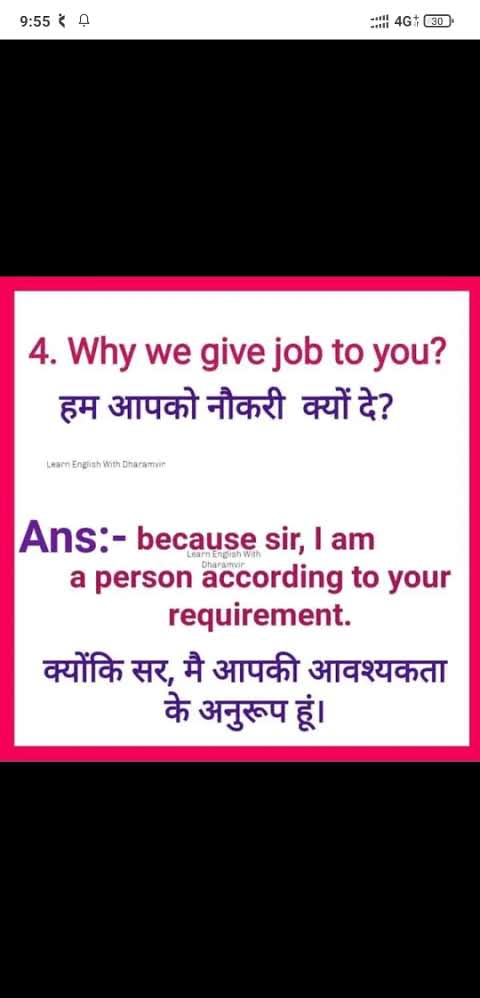 9:55
4G
30
4. Why we give job to you?
हम आपको नौकरी क्यों दे?
Learn English With Dharamvir
Ans:- because sir, I am
Learn English With
Dharamvir
a person according to your
requirement.
क्योंकि सर, मै आपकी आवश्यकता
के अनुरूप हूं।